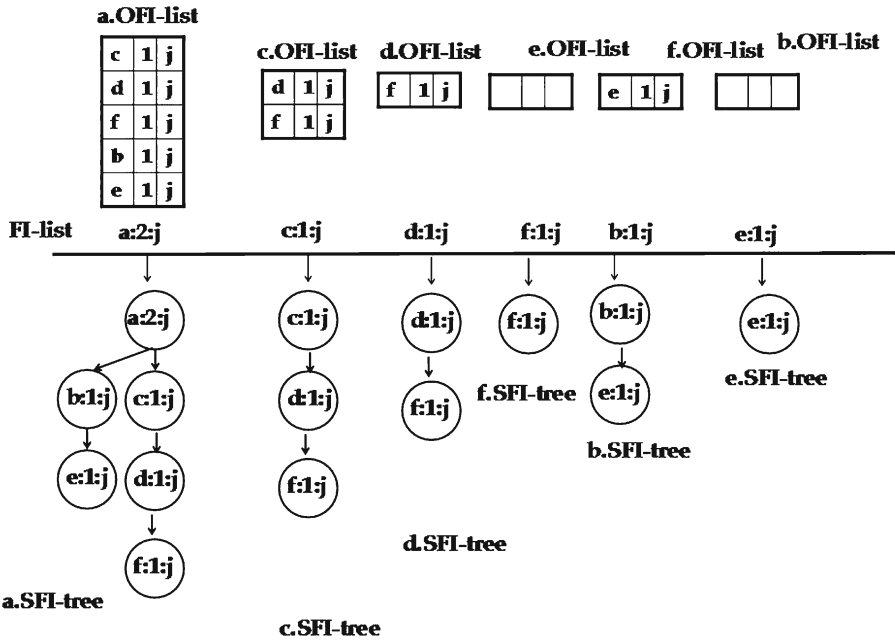 a.OFI-list
c.OFI-list d.OFI-list e.OFI-list f.OFI-list b.OFI-list
c 1 j
d 1 j
f 1 j
b 1 j
e 1 j
d 1 j
f 1 j
f 1 j
e 1 j
FI-list a:2:j c:1:j d:1:j f:1:j b:1:j e:1:j
a:2:j c:1:j d:1:j f:1:j b:1:j e:1:j
b:1:j c:1:j d:1:j f:1:j f.SFI-tree e:1:j e.SFI-tree
b.SFI-tree
e:1:j d:1:j f:1:j
d.SFI-tree
f:1:j
a.SFI-tree
c.SFI-tree